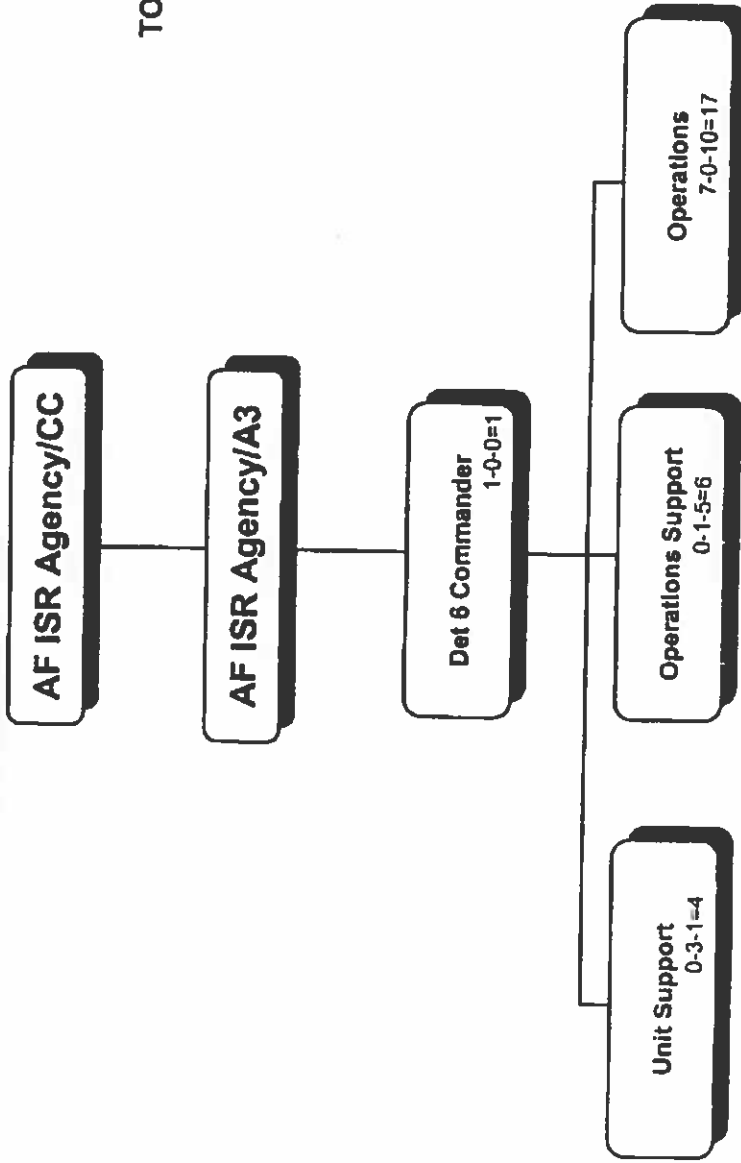 TO
AF ISR Agency/CC
AF ISR Agency/A3
Det 6 Commander
1-0-0=1
Unit Support
0-3-1=4
Operations Support
0-1-5=6
Operations
7-0-10=17